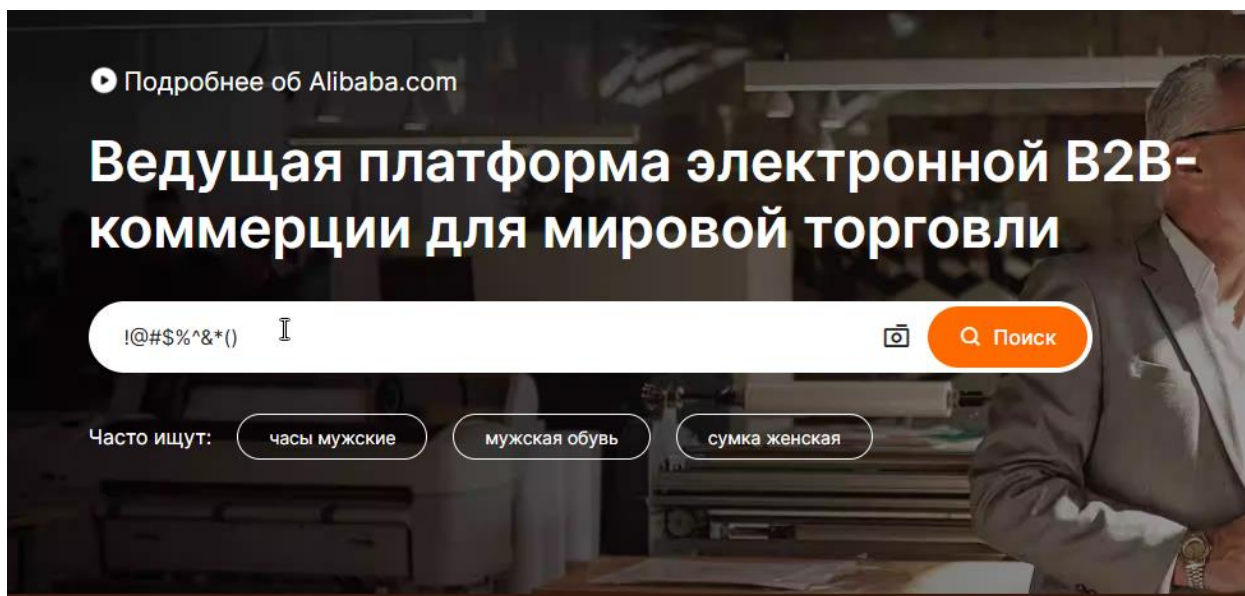 Подробнее об Alibaba.com
Ведущая платформа электронной B2B-
коммерции для мировой торговли
!@#$%^&*()
Поиск
Часто ищут: часы мужские мужская обувь сумка женская